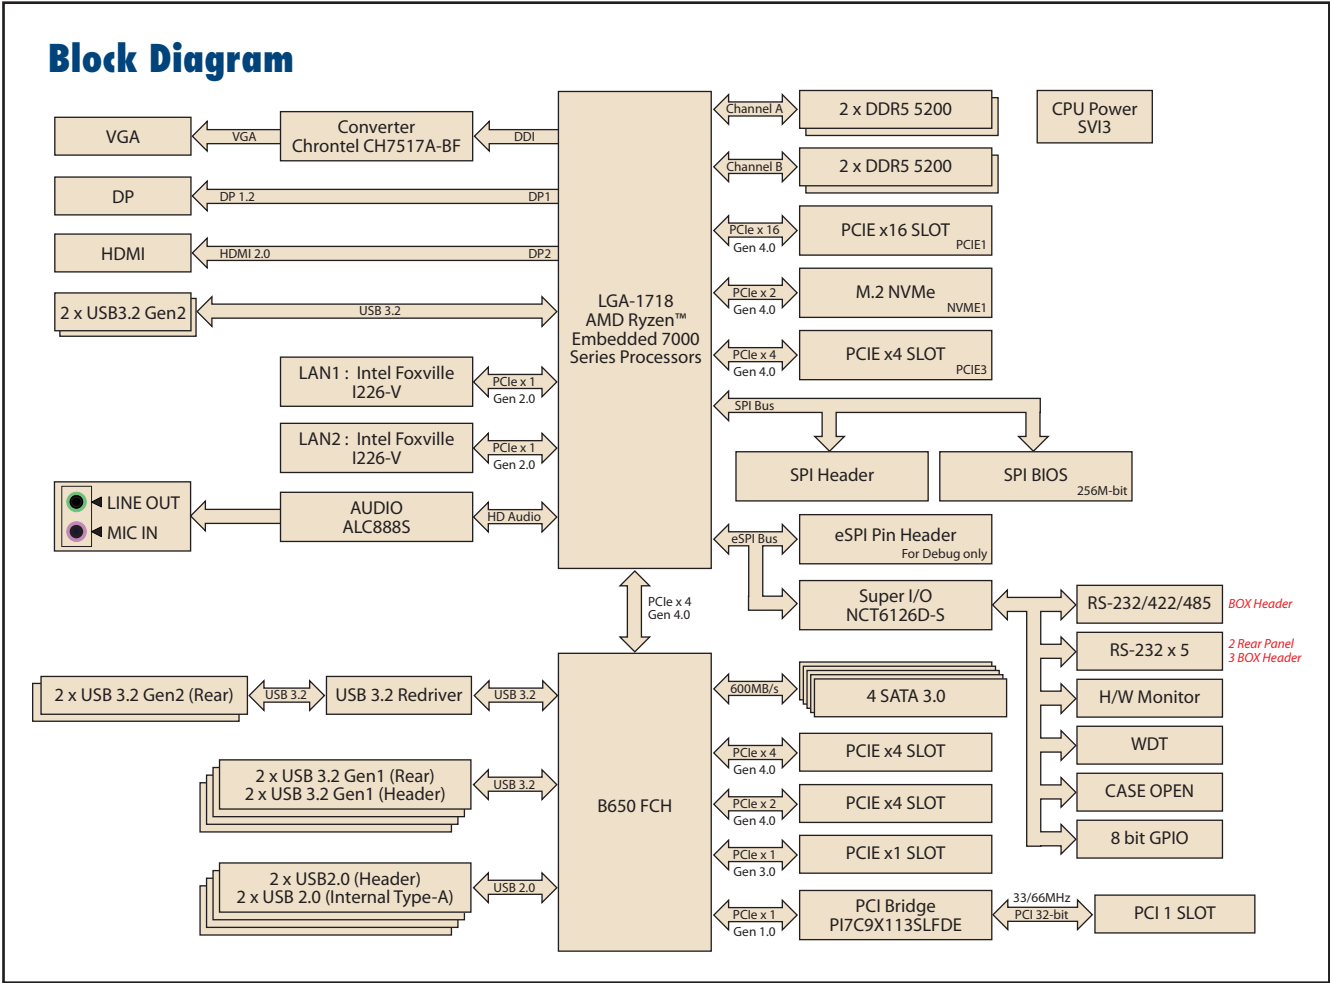 Block Diagram
VGA
VGA
Converter
Chrontel CH7517A-BF
DDI
DP
DP 1.2
DP1
HDMI
HDMI 2.0
DP2
2 x USB3.2 Gen2
USB 3.2
LAN1 : Intel Foxville
I226-V
PCIe x 1
Gen 2.0
LAN2 : Intel Foxville
I226-V
PCIe x 1
Gen 2.0
LINE OUT
MIC IN
AUDIO
ALC888S
HD Audio
LGA-1718
AMD Ryzen™
Embedded 7000
Series Processors
Channel A
2 x DDR5 5200
CPU Power
SVI3
Channel B
2 x DDR5 5200
PCIe x 16
Gen 4.0
PCIE x16 SLOT
PCIE1
PCIe x 2
Gen 4.0
M.2 NVMe
NVME1
PCIe x 4
Gen 4.0
PCIE x4 SLOT
PCIE3
SPI Bus
SPI Header
SPI BIOS
256M-bit
eSPI Bus
eSPI Pin Header
For Debug only
Super I/O
NCT6126D-S
RS-232/422/485
BOX Header
RS-232 x 5
2 Rear Panel
3 BOX Header
H/W Monitor
WDT
CASE OPEN
8 bit GPIO
PCIe x 4
Gen 4.0
2 x USB 3.2 Gen2 (Rear)
USB 3.2
USB 3.2 Redriver
USB 3.2
2 x USB 3.2 Gen1 (Rear)
2 x USB 3.2 Gen1 (Header)
USB 3.2
2 x USB2.0 (Header)
2 x USB 2.0 (Internal Type-A)
USB 2.0
B650 FCH
600MB/s
4 SATA 3.0
PCIe x 4
Gen 4.0
PCIE x4 SLOT
PCIe x 2
Gen 4.0
PCIE x4 SLOT
PCIe x 1
Gen 3.0
PCIE x1 SLOT
PCIe x 1
Gen 1.0
PCI Bridge
PI7C9X113SLFDE
33/66MHz
PCI 32-bit
PCI 1 SLOT